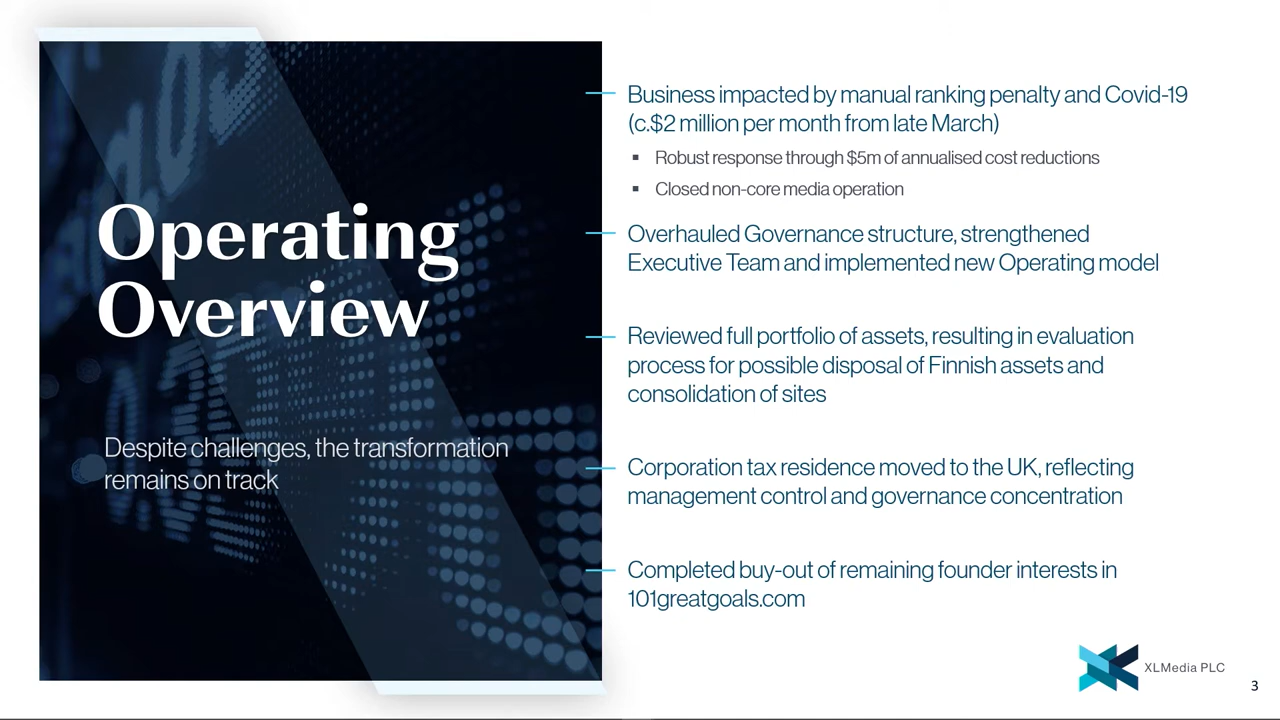 Operating
Overview
Despite challenges, the transformation
remains on track
Business impacted by manual ranking penalty and Covid-19
(c.$2 million per month from late March)
▪ Robust response through $5m of annualised cost reductions
▪ Closed non-core media operation
Overhauled Governance structure, strengthened
Executive Team and implemented new Operating model
Reviewed full portfolio of assets, resulting in evaluation
process for possible disposal of Finnish assets and
consolidation of sites
Corporation tax residence moved to the UK, reflecting
management control and governance concentration
Completed buy-out of remaining founder interests in
101greatgoals.com
XLMedia PLC
3